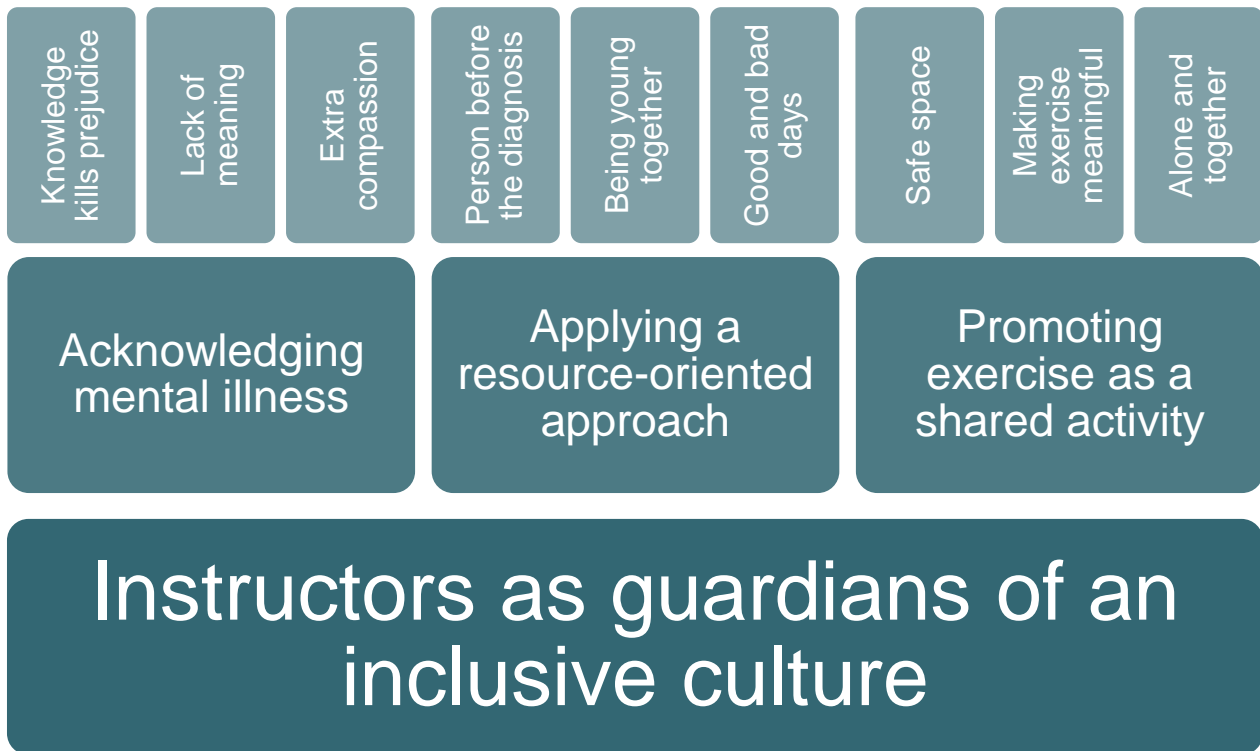 Knowledge
kills prejudice
Lack of
meaning
Extra
compassion
Person before
the diagnosis
Being young
together
Good and bad
days
Safe space
Making
exercise
meaningful
Alone and
together
Acknowledging
mental illness
Applying a
resource-oriented
approach
Promoting
exercise as a
shared activity
Instructors as guardians of an
inclusive culture